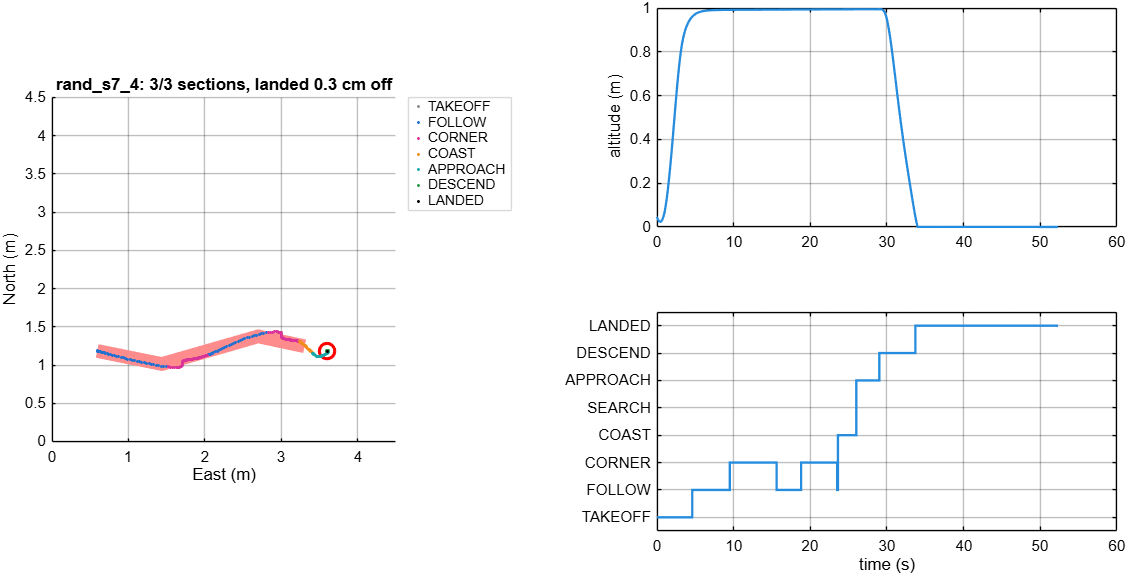 rand_s7_4: 3/3 sections, landed 0.3 cm off
4.5
4
3.5
3
2.5
2
1.5
1
0.5
0
North (m)
0 1 2 3 4
East (m)
TAKEOFF
FOLLOW
CORNER
COAST
APPROACH
DESCEND
LANDED
1
0.8
0.6
0.4
0.2
0
altitude (m)
0 10 20 30 40 50 60
LANDED
DESCEND
APPROACH
SEARCH
COAST
CORNER
FOLLOW
TAKEOFF
0 10 20 30 40 50 60
time (s)